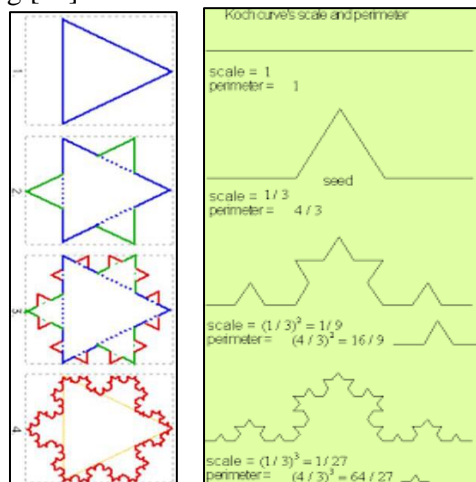 1
2
3
4
Koch curve's scale and perimeter
scale = 1
perimeter = 1
seed
scale = 1/3
perimeter = 4 / 3
scale = (1/3)² = 1/9
perimeter = (4/3)² = 16/9
scale = (1/3)³ = 1/27
perimeter = (4/3)³ = 64/27